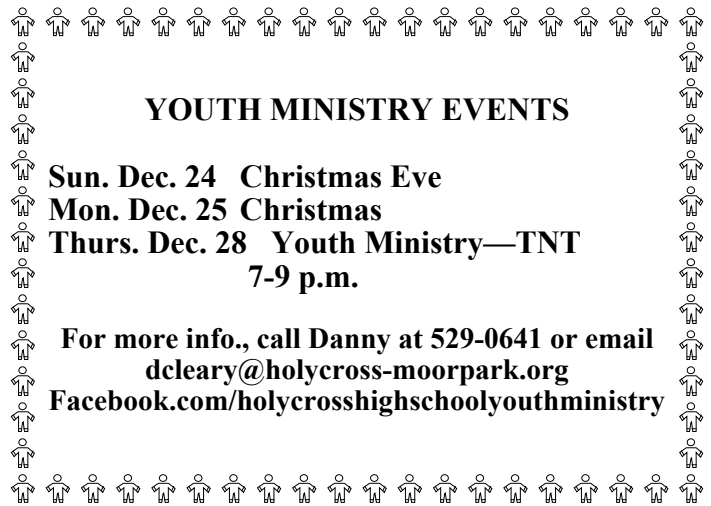 YOUTH MINISTRY EVENTS
Sun. Dec. 24 Christmas Eve
Mon. Dec. 25 Christmas
Thurs. Dec. 28 Youth Ministry—TNT
7-9 p.m.
For more info., call Danny at 529-0641 or email
dcleary@holycross-moorpark.org
Facebook.com/holycrosshighschoolyouthministry